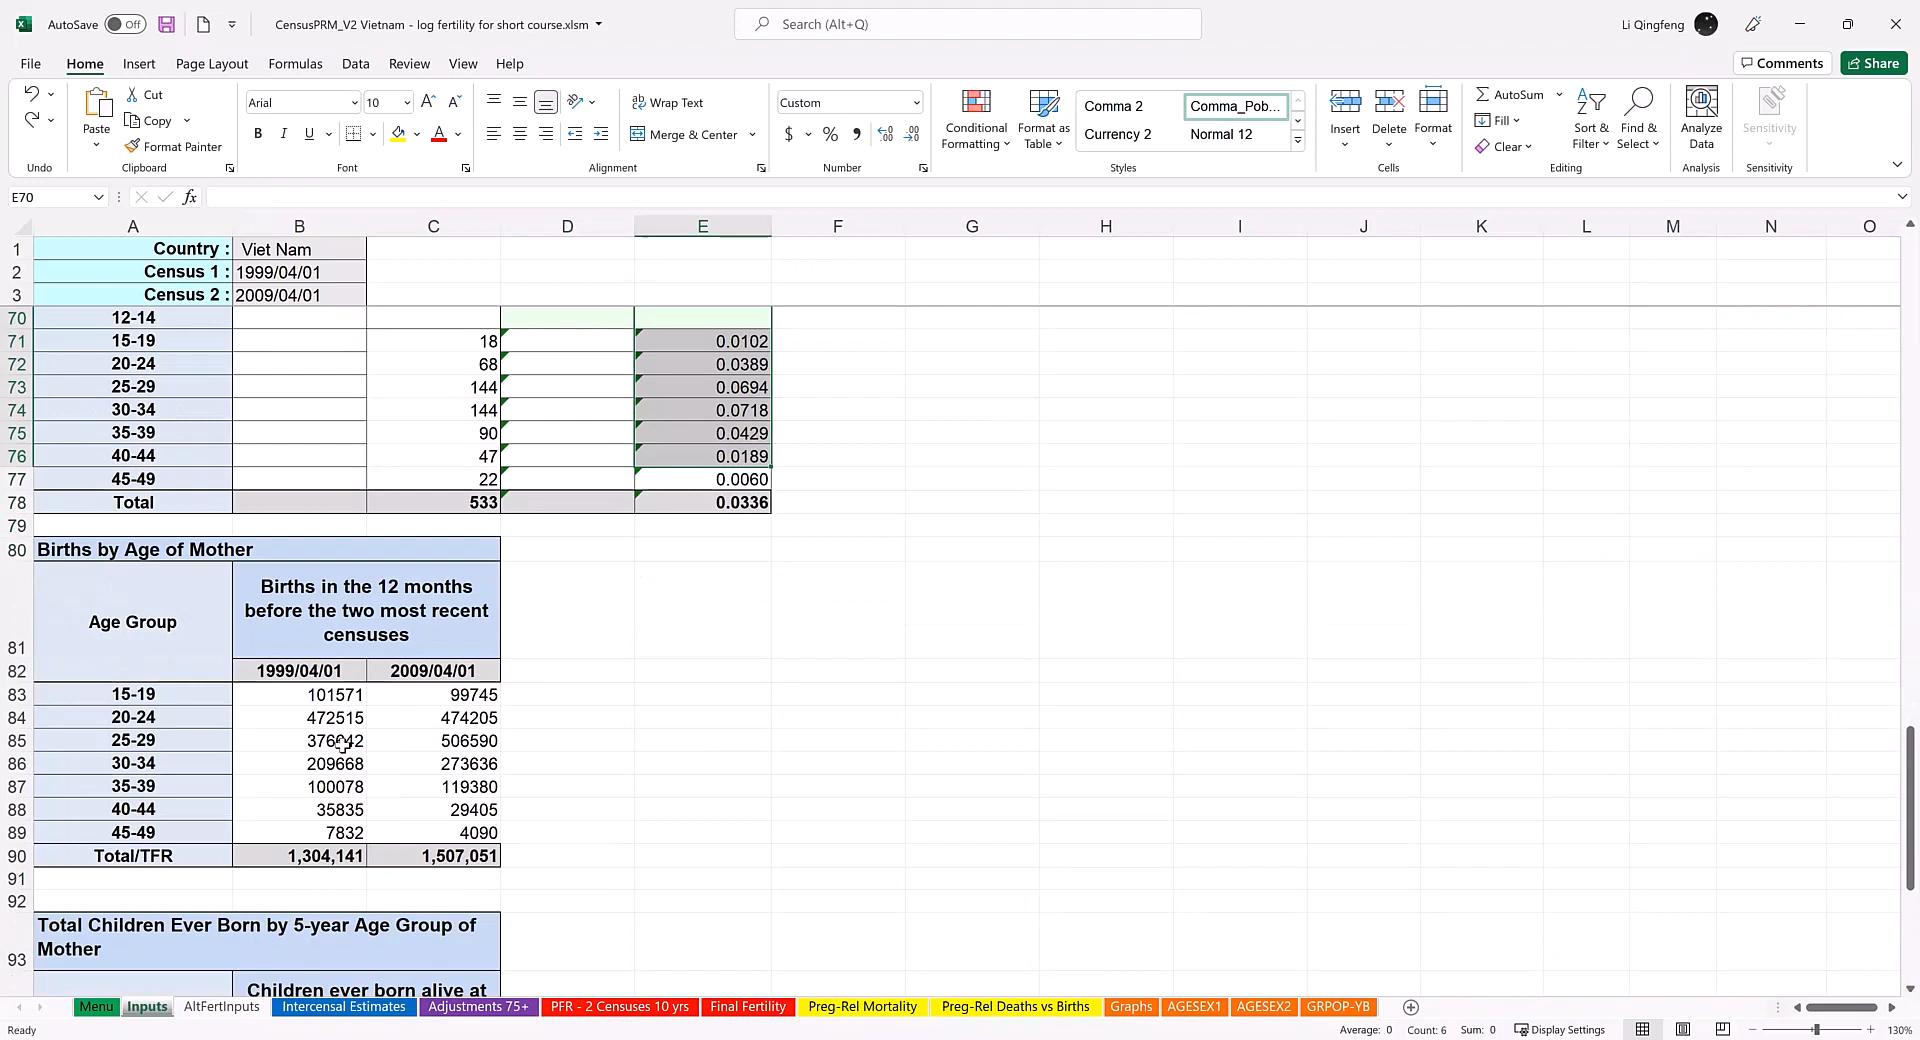 AutoSave Off CensusPRM_V2 Vietnam - log fertility for short course.xlsm Search (Alt+Q) Li Qingfeng
File Home Insert Page Layout Formulas Data Review View Help Comments Share
Cut Arial 10 Wrap Text Custom Comma 2 Comma_Pob... AutoSum
Paste Copy Conditional Formatting Format as Table Insert Delete Format Fill Sort & Filter Find & Select Analyze Data Sensitivity
Format Painter B I U Merge & Center $ % Currency 2 Normal 12 Clear
Undo Clipboard Font Alignment Number Styles Cells Editing Analysis Sensitivity
E70 fx
A B C D E F G H I J K L M N O
1 Country : Viet Nam
2 Census 1 : 1999/04/01
3 Census 2 : 2009/04/01
70 12-14
71 15-19 18 0.0102
72 20-24 68 0.0389
73 25-29 144 0.0694
74 30-34 144 0.0718
75 35-39 90 0.0429
76 40-44 47 0.0189
77 45-49 22 0.0060
78 Total 533 0.0336
79
80 Births by Age of Mother
81 Age Group Births in the 12 months
before the two most recent
censuses
82 1999/04/01 2009/04/01
83 15-19 101571 99745
84 20-24 472515 474205
85 25-29 506590
86 30-34 209668 273636
87 35-39 100078 119380
88 40-44 35835 29405
89 45-49 7832 4090
90 Total/TFR 1,304,141 1,507,051
91
92
93 Total Children Ever Born by 5-year Age Group of
Mother
Children ever born alive at
Menu Inputs AltFertInputs Intercensal Estimates Adjustments 75+ PFR - 2 Censuses 10 yrs Final Fertility Preg-Rel Mortality Preg-Rel Deaths vs Births Graphs AGESEX1 AGESEX2 GRPOP-YB
Ready Average: 0 Count: 6 Sum: 0 Display Settings 130%